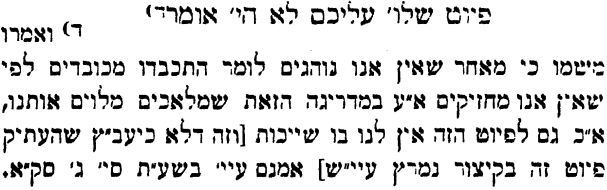 פיוט שלו׳ עליכם לא הי׳ אומר(ד
ד) ואמרו
משמו כי מאחר שאין אנו נוהגים לומר התכבדו מכובדים לפי
שאין אנו מחזיקים א״ע במדריגה הזאת שמלאכים מלוים אותנו,
א״כ גם לפיוט הזה אין לנו בו שייכות [וזה דלא כיעב״ץ שהעתיק
פיוט זה בקיצור נמרץ עיי״ש] אמנם עיי׳ בשע״ת סי׳ ג׳ סק״א.